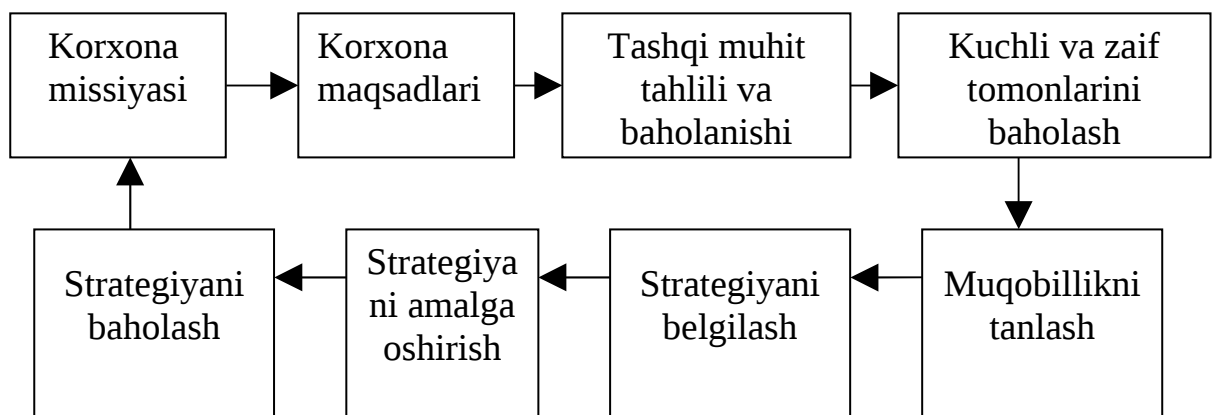 Korxona
missiyasi
Korxona
maqsadlari
Tashqi muhit
tahlili va
baholanishi
Kuchli va zaif
tomonlarini
baholash
Muqobillikni
tanlash
Strategiyani
belgilash
Strategiya
ni amalga
oshirish
Strategiyani
baholash